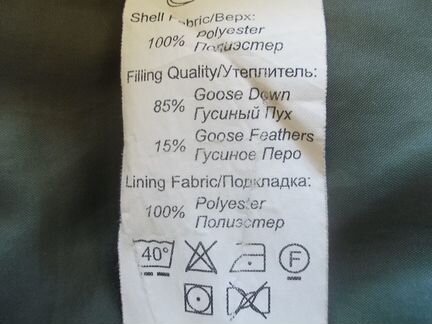 Shell Fabric/Верх:
100% Polyester
Полиэстер
Filling Quality/Утеплитель:
85% Goose Down
Гусиный Пух
15% Goose Feathers
Гусиное Перо
Lining Fabric/Подкладка:
100% Polyester
Полиэстер
40° F